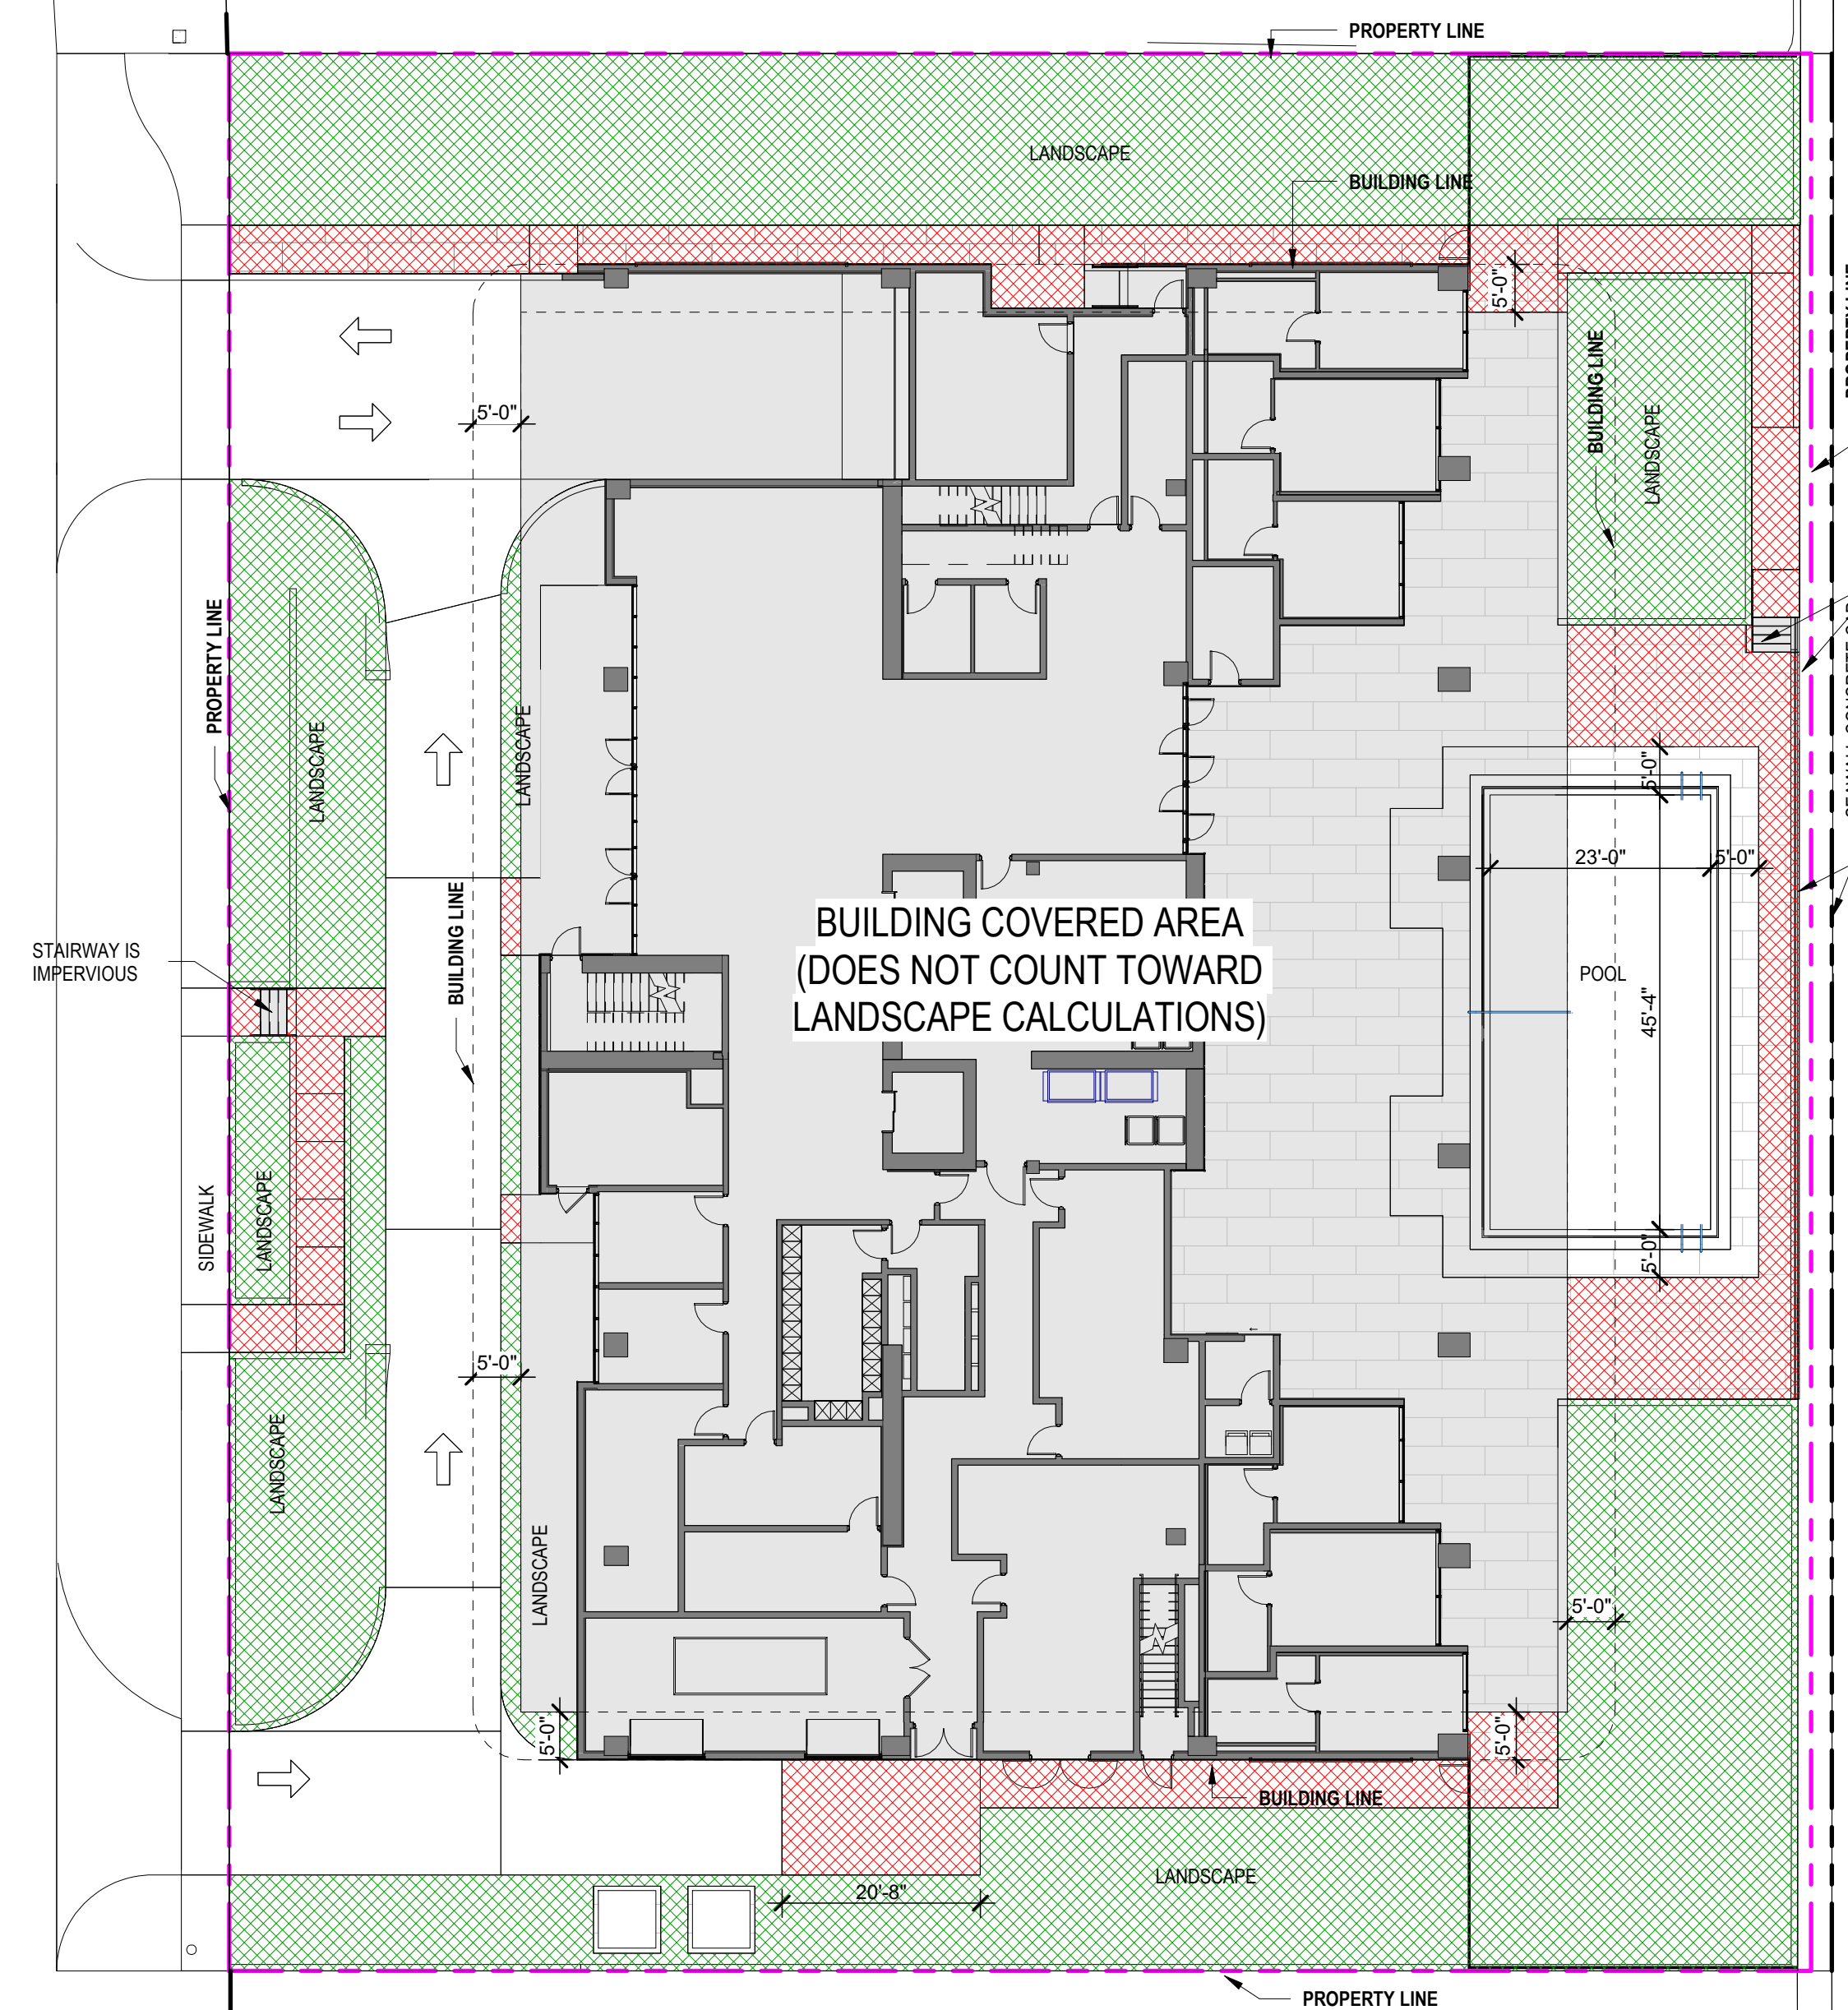 PROPERTY LINE
LANDSCAPE
BUILDING LINE
5'-0"
PROPERTY LINE
5'-0"
BUILDING LINE
LANDSCAPE
PROPERTY LINE
LANDSCAPE
LANDSCAPE
5'-0"
23'-0"
5'-0"
BUILDING COVERED AREA
(DOES NOT COUNT TOWARD
LANDSCAPE CALCULATIONS)
STAIRWAY IS
IMPERVIOUS
BUILDING LINE
POOL
45'-4"
SIDEWALK
LANDSCAPE
5'-0"
5'-0"
LANDSCAPE
LANDSCAPE
5'-0"
5'-0"
5'-0"
BUILDING LINE
LANDSCAPE
20'-8"
PROPERTY LINE